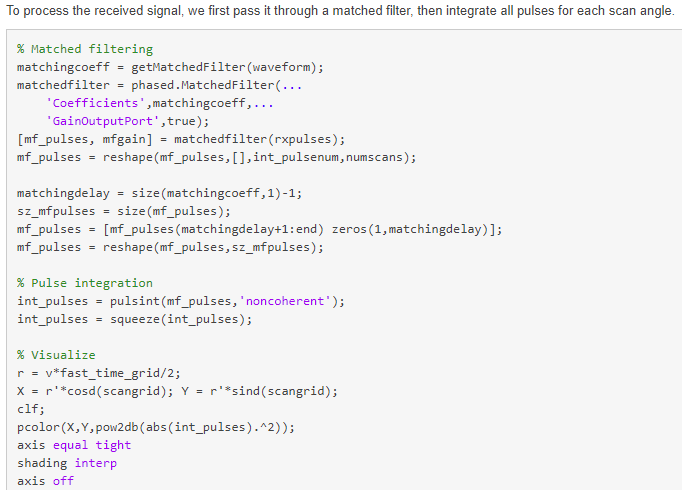 To process the received signal, we first pass it through a matched filter, then integrate all pulses for each scan angle.
% Matched filtering
matchingcoeff = getMatchedFilter(waveform);
matchedfilter = phased.MatchedFilter(...
    'Coefficients',matchingcoeff,...
    'GainOutputPort',true);
[mf_pulses, mfgain] = matchedfilter(rxpulses);
mf_pulses = reshape(mf_pulses,[],int_pulsenum,numscans);

matchingdelay = size(matchingcoeff,1)-1;
sz_mfpulses = size(mf_pulses);
mf_pulses = [mf_pulses(matchingdelay+1:end) zeros(1,matchingdelay)];
mf_pulses = reshape(mf_pulses,sz_mfpulses);

% Pulse integration
int_pulses = pulsint(mf_pulses,'noncoherent');
int_pulses = squeeze(int_pulses);

% Visualize
r = v*fast_time_grid/2;
X = r'*cosd(scangrid); Y = r'*sind(scangrid);
clf;
pcolor(X,Y,pow2db(abs(int_pulses).^2));
axis equal tight
shading interp
axis off